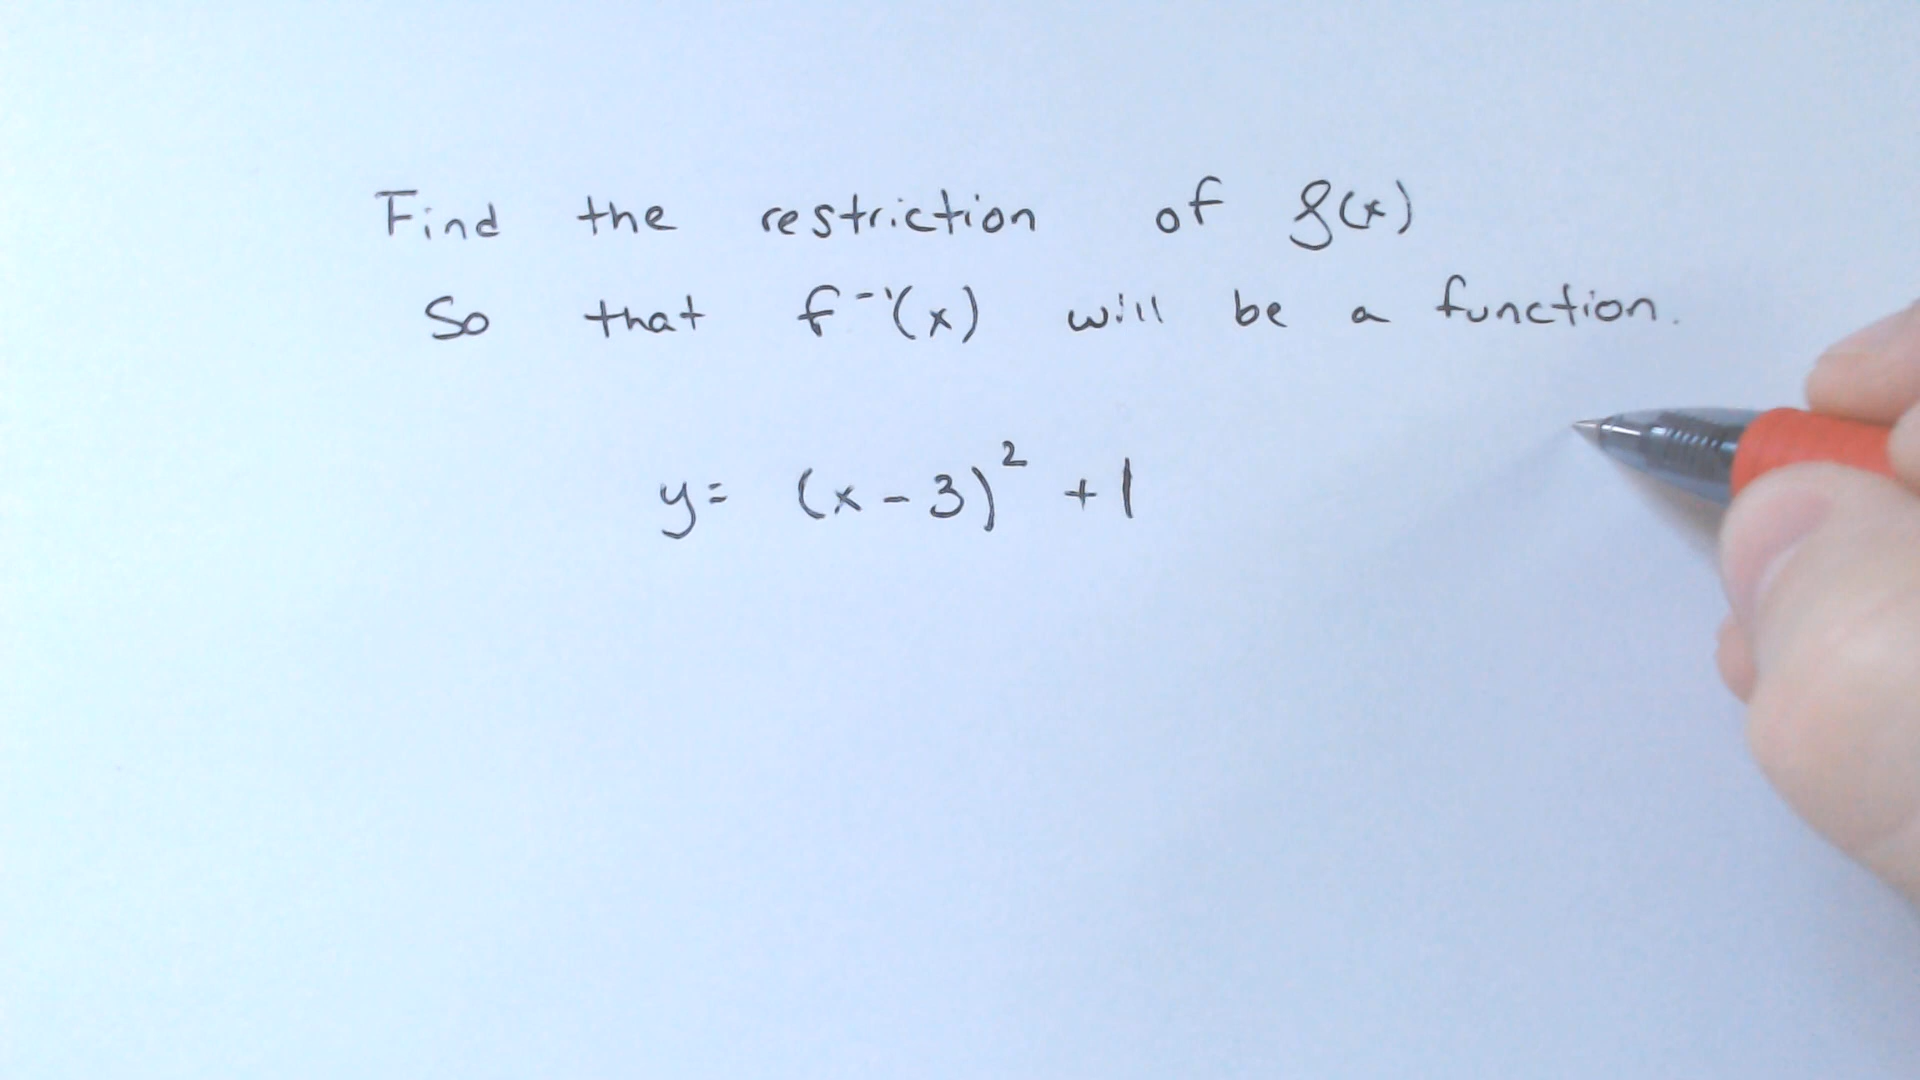 Find the restriction of f(x)
So that f⁻¹(x) will be a function.
y= (x-3)² +1